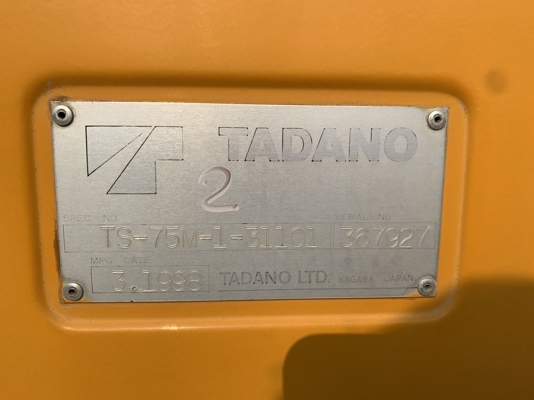 TADANO
2
SPEC. NO. SERIAL NO.
TS-75M-1-31101 367927
MFG. DATE
3.1998 TADANO LTD. KAGAWA JAPAN